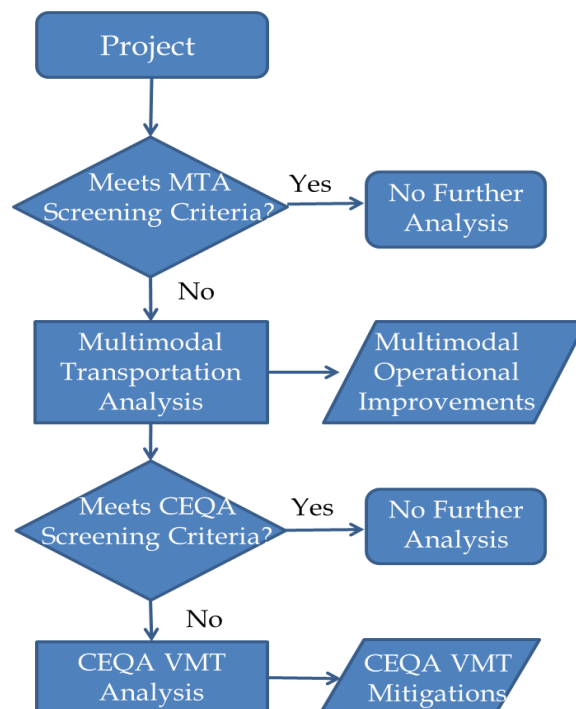 Project
Meets MTA
Screening Criteria?
Yes
No Further
Analysis
No
Multimodal
Transportation
Analysis
Multimodal
Operational
Improvements
Meets CEQA
Screening Criteria?
Yes
No Further
Analysis
No
CEQA VMT
Analysis
CEQA VMT
Mitigations